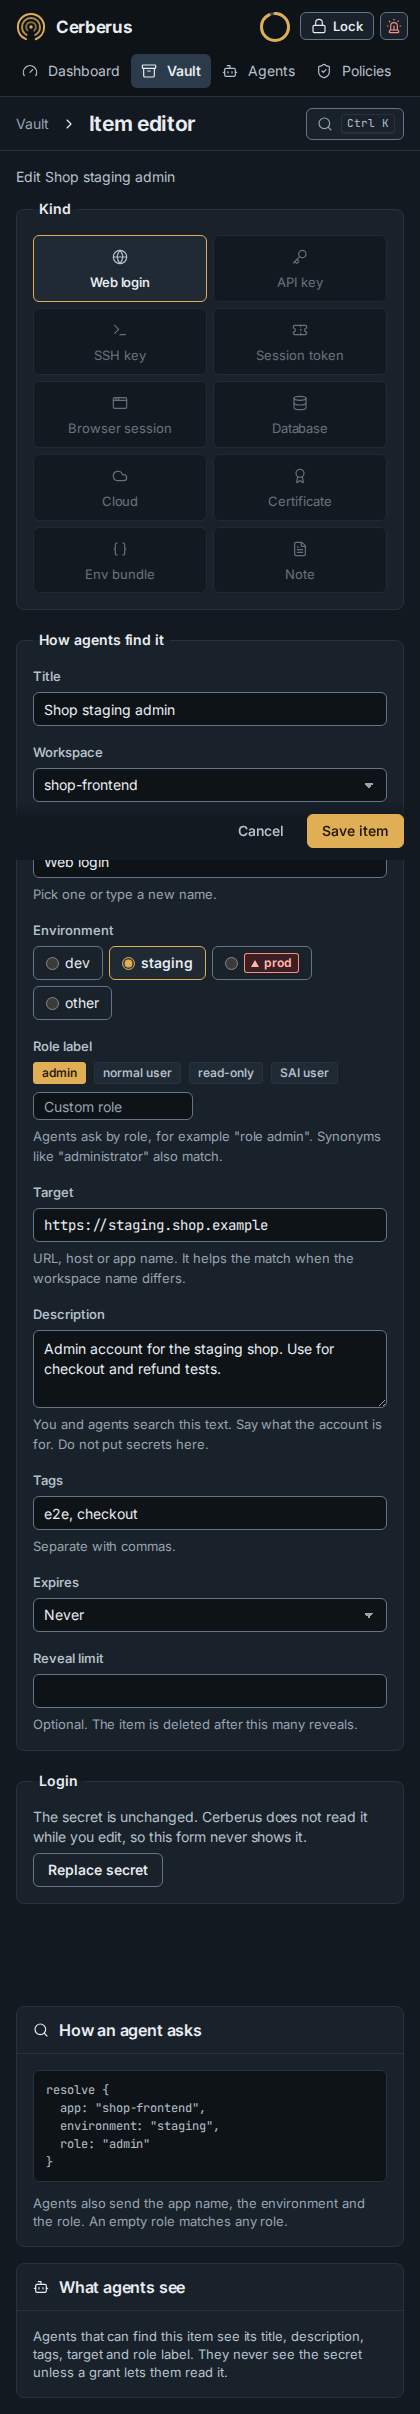 Cerberus
Lock
Dashboard
Vault
Agents
Policies
Vault
Item editor
Ctrl K
Edit Shop staging admin
Kind
Web login
API key
SSH key
Session token
Browser session
Database
Cloud
Certificate
Env bundle
Note
How agents find it
Title
Shop staging admin
Workspace
shop-frontend
Cancel
Save item
Web login
Pick one or type a new name.
Environment
dev
staging
prod
other
Role label
admin
normal user
read-only
SAI user
Custom role
Agents ask by role, for example "role admin". Synonyms
like "administrator" also match.
Target
https://staging.shop.example
URL, host or app name. It helps the match when the
workspace name differs.
Description
Admin account for the staging shop. Use for
checkout and refund tests.
You and agents search this text. Say what the account is
for. Do not put secrets here.
Tags
e2e, checkout
Separate with commas.
Expires
Never
Reveal limit
Optional. The item is deleted after this many reveals.
Login
The secret is unchanged. Cerberus does not read it
while you edit, so this form never shows it.
Replace secret
How an agent asks
resolve {
app: "shop-frontend",
environment: "staging",
role: "admin"
}
Agents also send the app name, the environment and
the role. An empty role matches any role.
What agents see
Agents that can find this item see its title, description,
tags, target and role label. They never see the secret
unless a grant lets them read it.